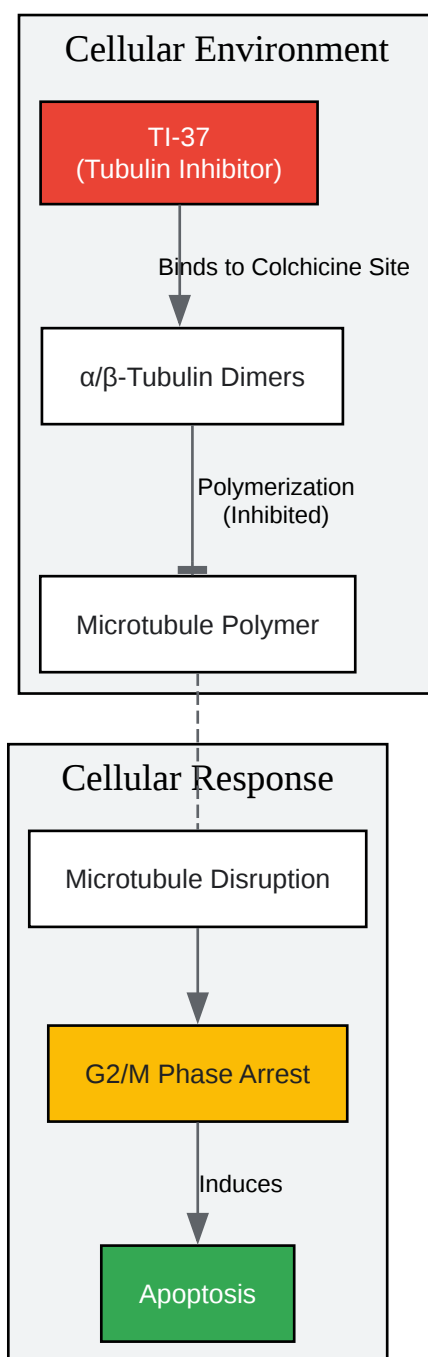 Cellular Environment
TI-37
(Tubulin Inhibitor)
Binds to Colchicine Site
α/β-Tubulin Dimers
Polymerization
(Inhibited)
Microtubule Polymer
Cellular Response
Microtubule Disruption
G2/M Phase Arrest
Induces
Apoptosis